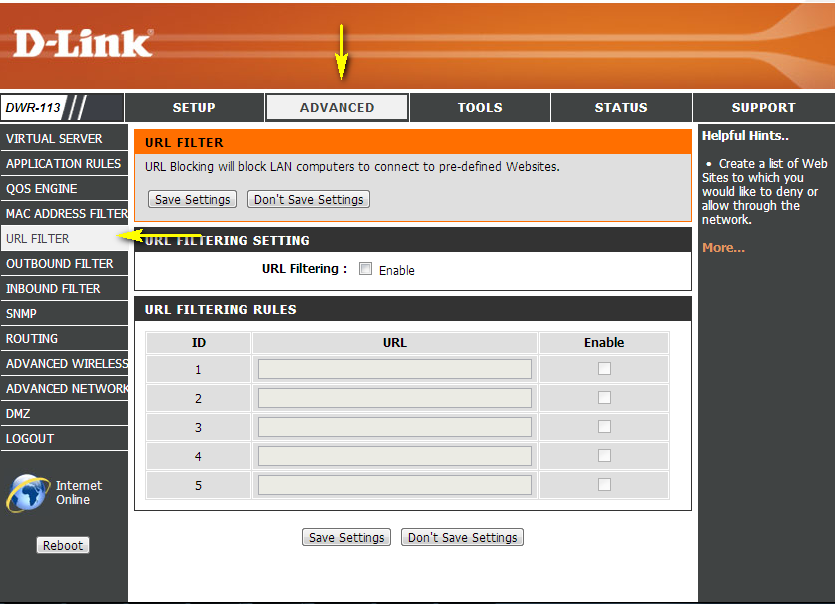 D-Link
DWR-113
SETUP
ADVANCED
TOOLS
STATUS
SUPPORT
VIRTUAL SERVER
APPLICATION RULES
QOS ENGINE
MAC ADDRESS FILTER
URL FILTER
OUTBOUND FILTER
INBOUND FILTER
SNMP
ROUTING
ADVANCED WIRELESS
ADVANCED NETWORK
DMZ
LOGOUT
Internet
Online
Reboot
URL FILTER
URL Blocking will block LAN computers to connect to pre-defined Websites.
Save Settings Don't Save Settings
URL FILTERING SETTING
URL Filtering : Enable
URL FILTERING RULES
ID URL Enable
1
2
3
4
5
Save Settings Don't Save Settings
Helpful Hints..
• Create a list of Web
Sites to which you
would like to deny or
allow through the
network.
More...